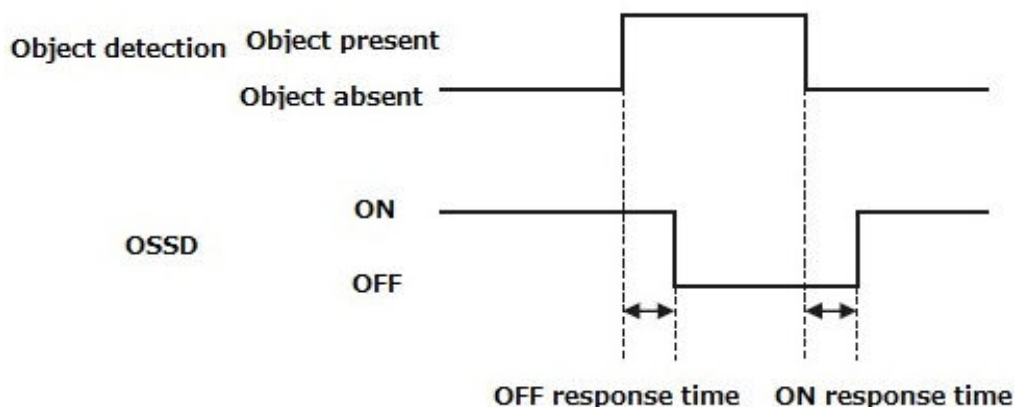 Object detection
Object present
Object absent
ON
OSSD
OFF
OFF response time
ON response time